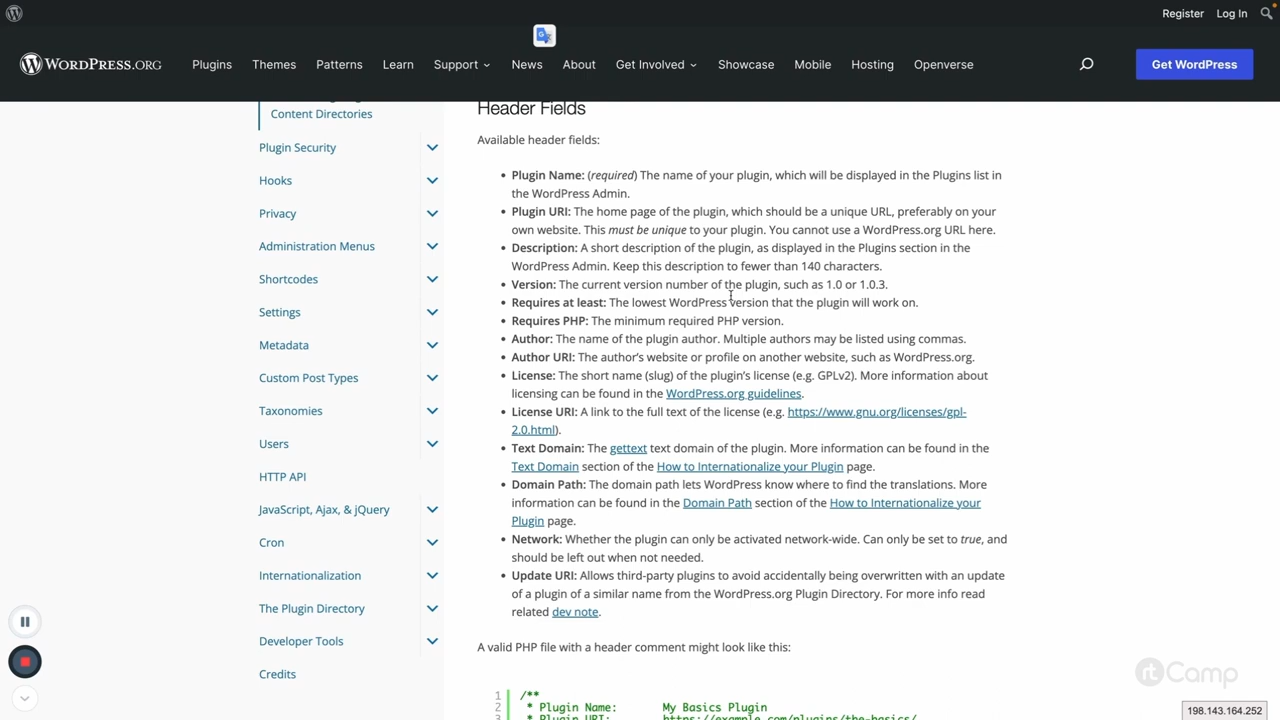 Register Log In
WORDPRESS.ORG Plugins Themes Patterns Learn Support News About Get Involved Showcase Mobile Hosting Openverse Get WordPress
Content Directories
Plugin Security
Hooks
Privacy
Administration Menus
Shortcodes
Settings
Metadata
Custom Post Types
Taxonomies
Users
HTTP API
JavaScript, Ajax, & jQuery
Cron
Internationalization
The Plugin Directory
Developer Tools
Credits
Header Fields
Available header fields:
• Plugin Name: (required) The name of your plugin, which will be displayed in the Plugins list in
the WordPress Admin.
• Plugin URI: The home page of the plugin, which should be a unique URL, preferably on your
own website. This must be unique to your plugin. You cannot use a WordPress.org URL here.
• Description: A short description of the plugin, as displayed in the Plugins section in the
WordPress Admin. Keep this description to fewer than 140 characters.
• Version: The current version number of the plugin, such as 1.0 or 1.0.3.
• Requires at least: The lowest WordPress version that the plugin will work on.
• Requires PHP: The minimum required PHP version.
• Author: The name of the plugin author. Multiple authors may be listed using commas.
• Author URI: The author's website or profile on another website, such as WordPress.org.
• License: The short name (slug) of the plugin's license (e.g. GPLv2). More information about
licensing can be found in the WordPress.org guidelines.
• License URI: A link to the full text of the license (e.g. https://www.gnu.org/licenses/gpl-
2.0.html).
• Text Domain: The gettext text domain of the plugin. More information can be found in the
Text Domain section of the How to Internationalize your Plugin page.
• Domain Path: The domain path lets WordPress know where to find the translations. More
information can be found in the Domain Path section of the How to Internationalize your
Plugin page.
• Network: Whether the plugin can only be activated network-wide. Can only be set to true, and
should be left out when not needed.
• Update URI: Allows third-party plugins to avoid accidentally being overwritten with an update
of a plugin of a similar name from the WordPress.org Plugin Directory. For more info read
related dev note.
A valid PHP file with a header comment might look like this:
1 /**
2 * Plugin Name: My Basics Plugin
3 * Plugin URI: https://example.com/plugins/the-basics/
rtCamp
198.143.164.252